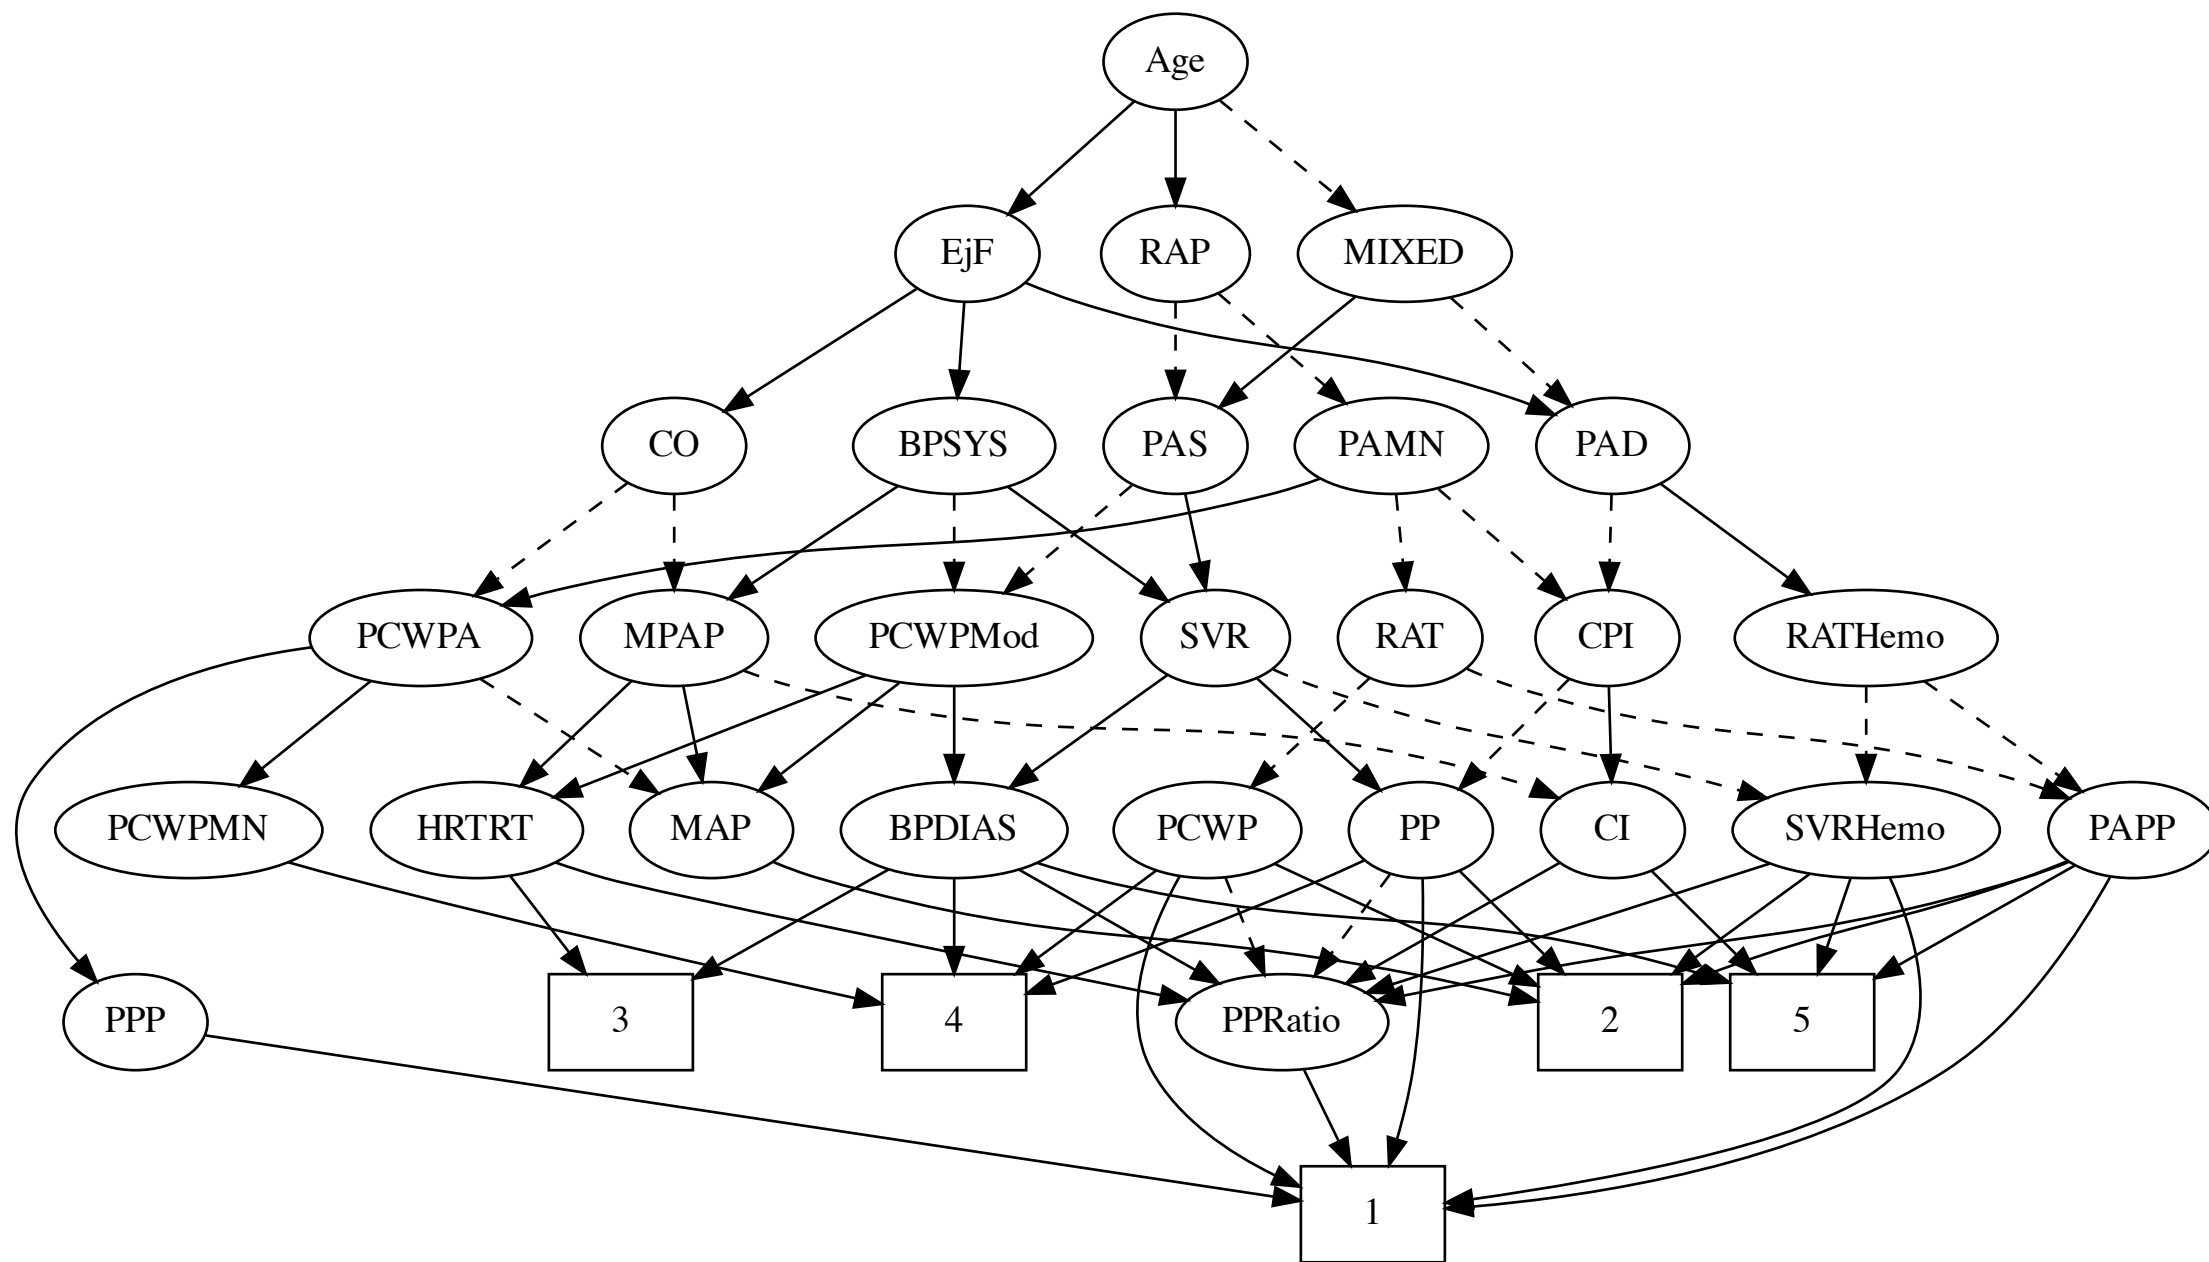 Age
EjF
RAP
MIXED
CO
BPSYS
PAS
PAMN
PAD
PCWPA
MPAP
PCWPMod
SVR
RAT
CPI
RATHemo
PCWPMN
HRTRT
MAP
BPDIAS
PCWP
PP
CI
SVRHemo
PAPP
PPP
3
4
PPRatio
2
5
1